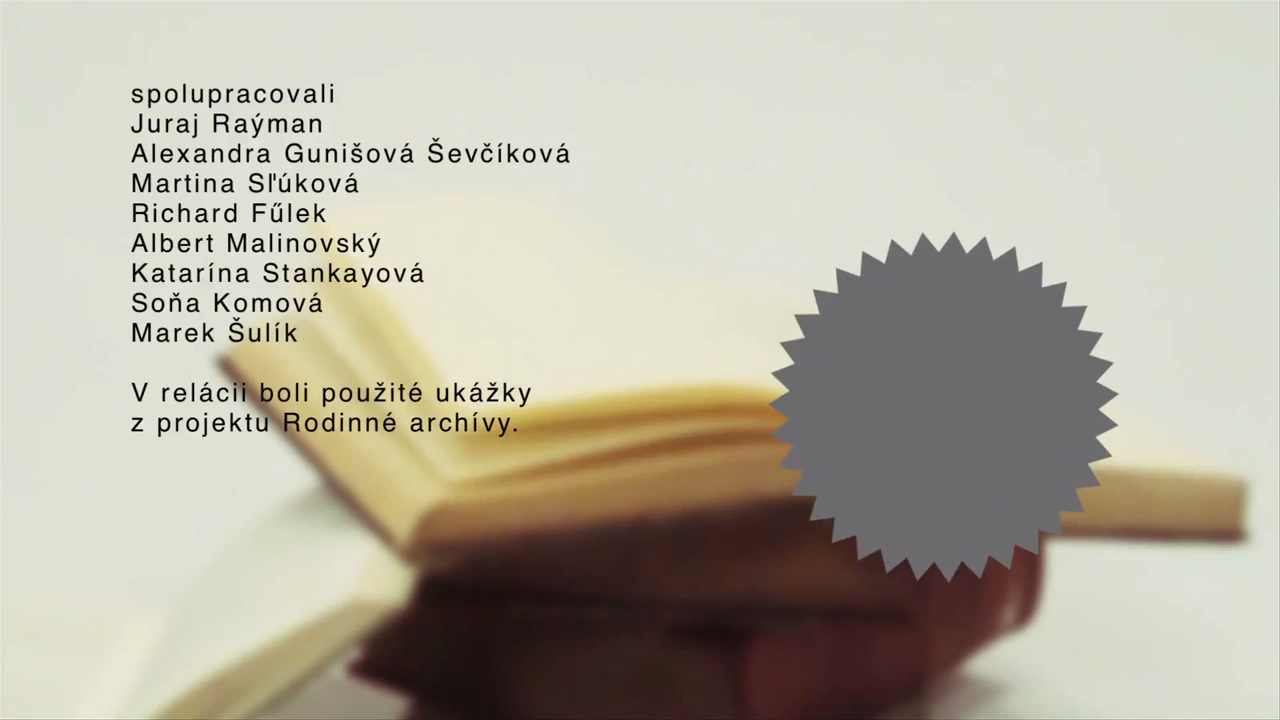 spolupracovali
Juraj Raýman
Alexandra Gunišová Ševčíková
Martina Sľúková
Richard Fűlek
Albert Malinovský
Katarína Stankayová
Soňa Komová
Marek Šulík
V relácii boli použité ukážky
z projektu Rodinné archívy.